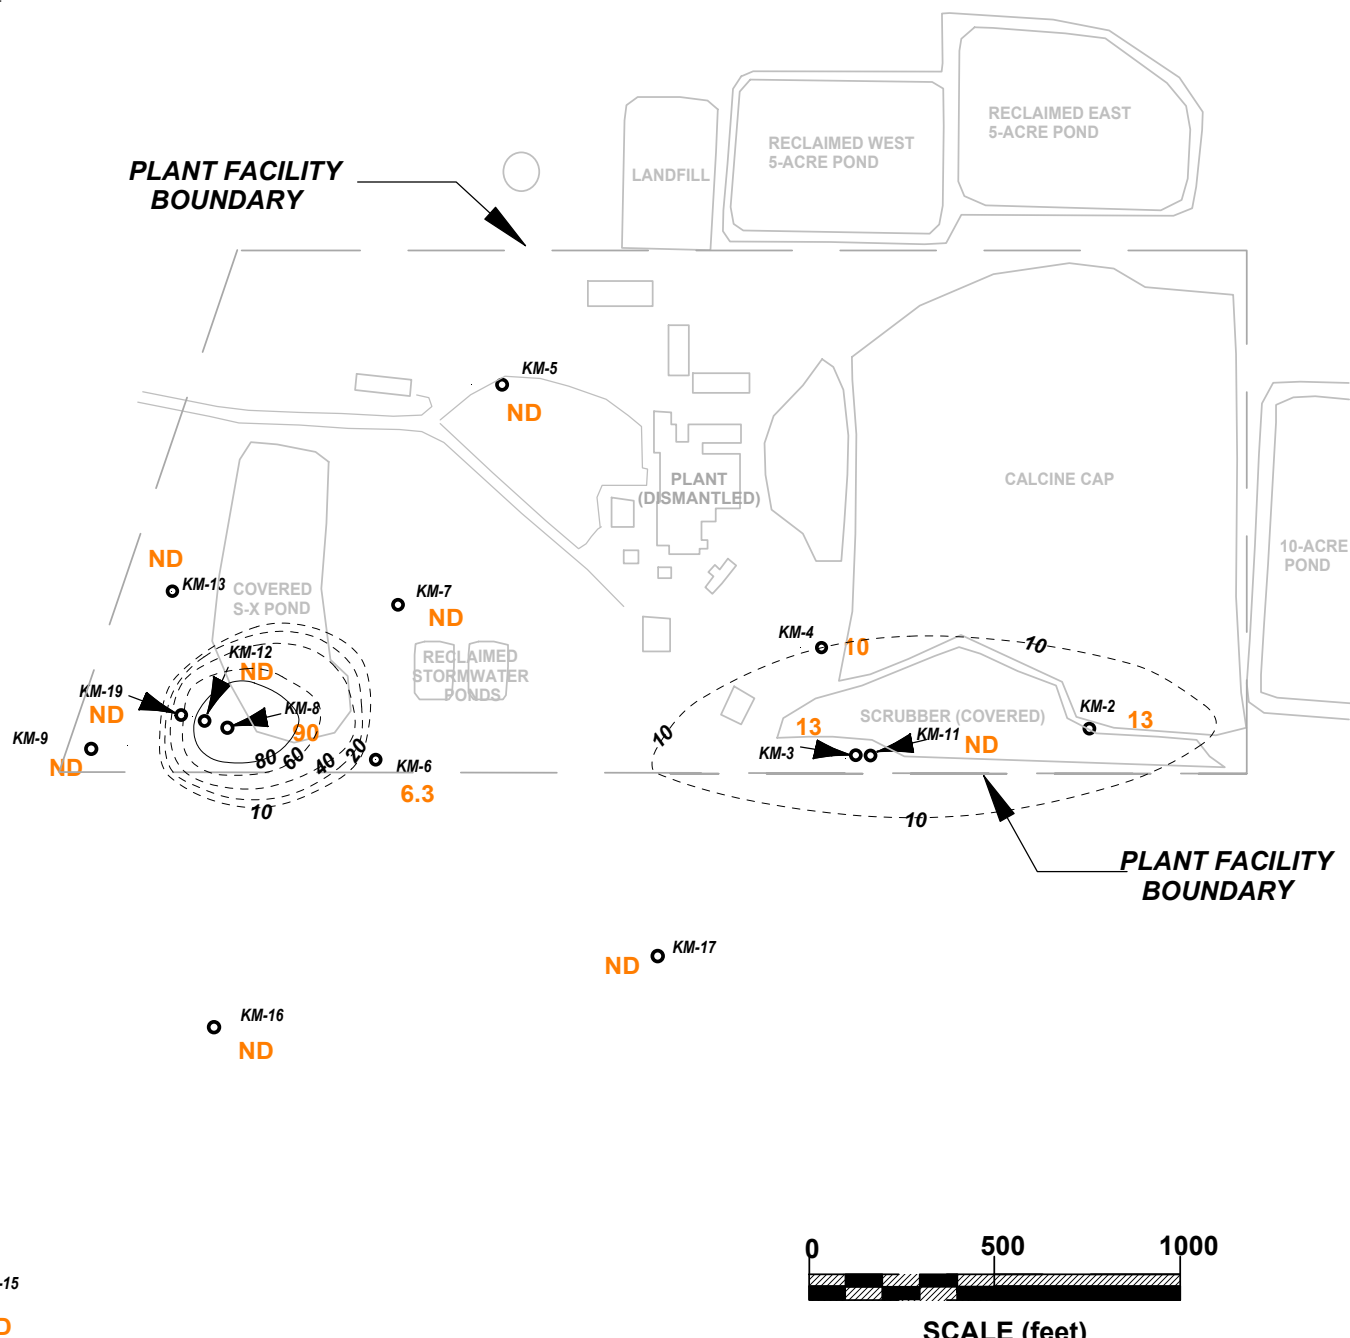 RECLAIMED EAST
5-ACRE POND
RECLAIMED WEST
5-ACRE POND
LANDFILL
PLANT FACILITY
BOUNDARY
KM-5
ND
PLANT
(DISMANTLED)
CALCINE CAP
10-ACRE
POND
ND
KM-13
COVERED
S-X POND
KM-7
ND
KM-4
10
10
KM-12
ND
RECLAIMED
STORMWATER
PONDS
KM-19
ND
KM-8
90
KM-9
ND
80
60
40
20
10
KM-6
6.3
10
13
SCRUBBER (COVERED)
KM-2
13
KM-3
KM-11
ND
10
PLANT FACILITY
BOUNDARY
KM-17
ND
KM-16
ND
0
500
1000
SCALE (feet)
-15